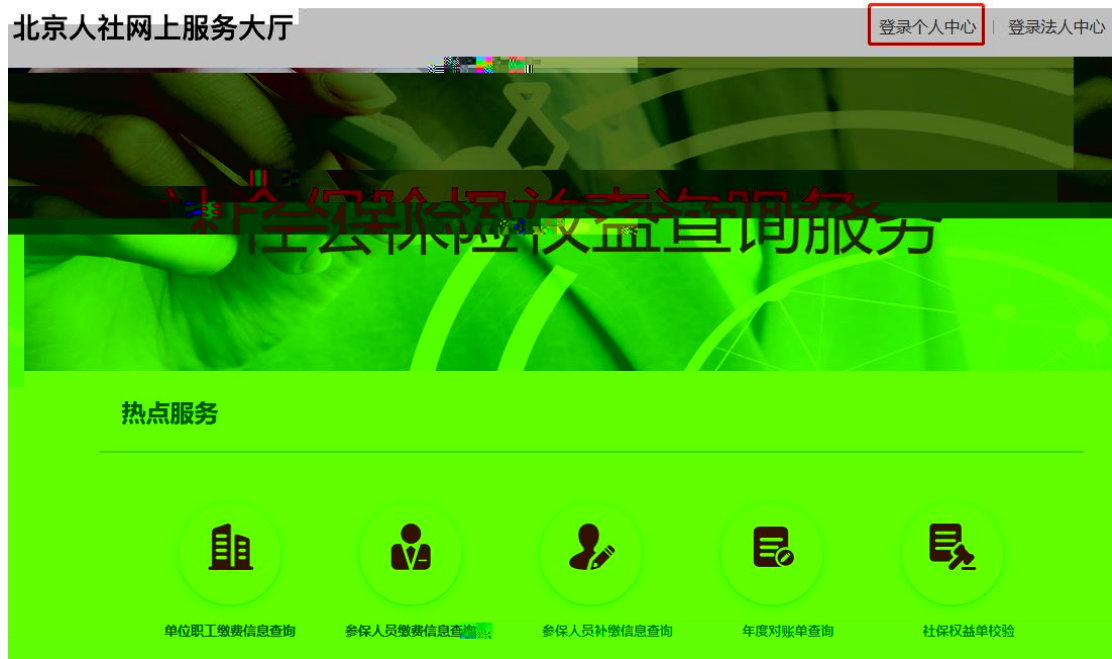 北京人社网上服务大厅
登录个人中心 | 登录法人中心
社会保险权益查询服务
热点服务
单位职工缴费信息查询
参保人员缴费信息查询
参保人员补缴信息查询
年度对账单查询
社保权益单校验